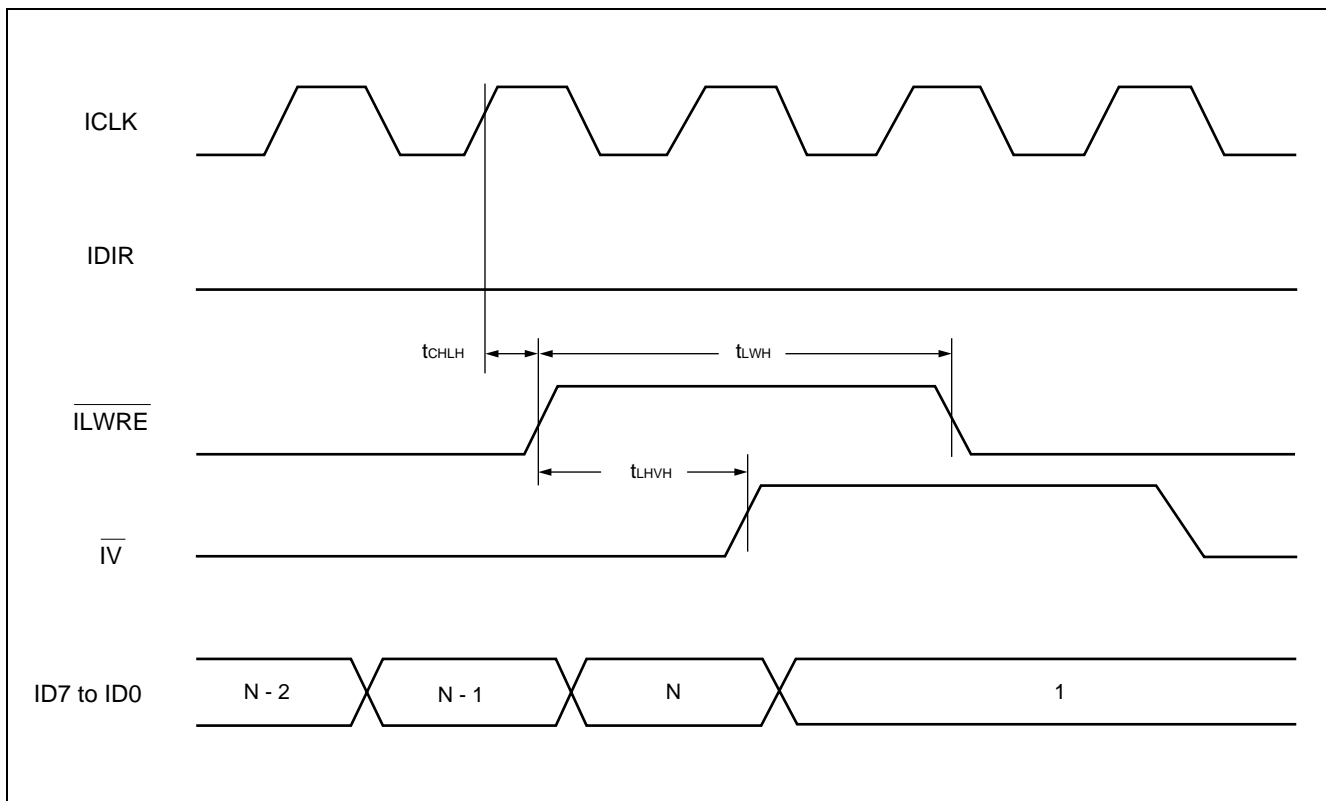 ICLK
IDIR
tCHLH
tLWH
ILWRE
tLHVH
IV
ID7 to ID0
N - 2
N - 1
N
1